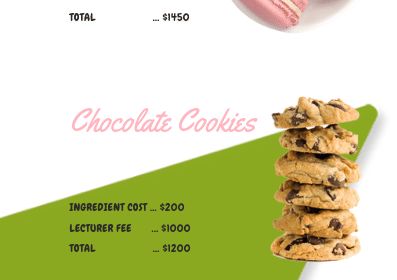 TOTAL ... $1450
Chocolate Cookies
INGREDIENT COST ... $200
LECTURER FEE ... $1000
TOTAL ... $1200